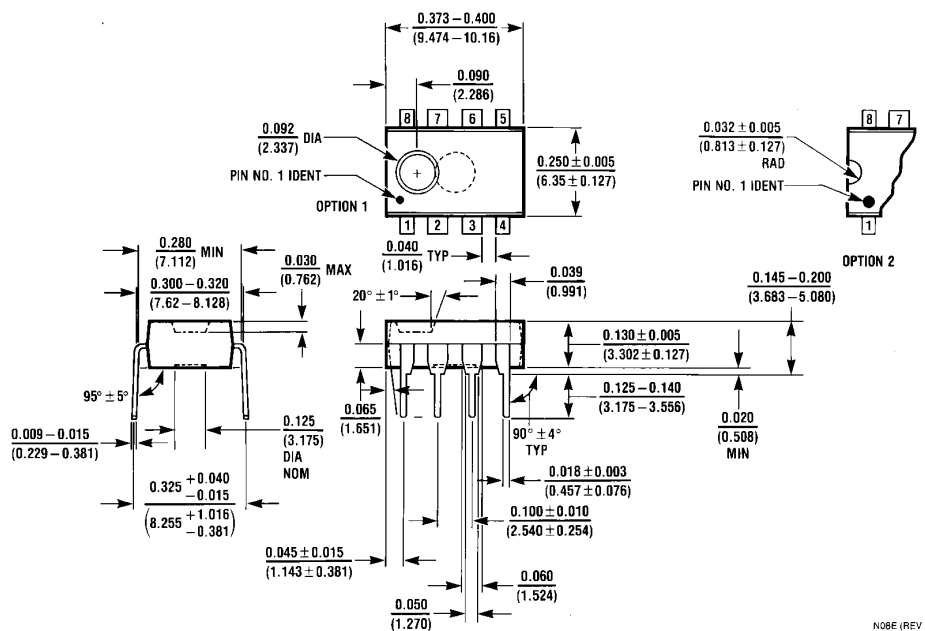 0.373 – 0.400
(9.474 – 10.16)
0.090
(2.286)
8 7 6 5
0.092 DIA
(2.337)
PIN NO. 1 IDENT
OPTION 1
1 2 3 4
0.250 ± 0.005
(6.35 ± 0.127)
0.032 ± 0.005
(0.813 ± 0.127)
RAD
PIN NO. 1 IDENT
8 7
1
OPTION 2
0.280 MIN
(7.112)
0.300 – 0.320
(7.62 – 8.128)
0.030 MAX
(0.762)
0.040 TYP
(1.016)
0.039
(0.991)
20° ± 1°
0.145 – 0.200
(3.683 – 5.080)
0.130 ± 0.005
(3.302 ± 0.127)
0.125 – 0.140
(3.175 – 3.556)
0.020
(0.508)
MIN
95° ± 5°
0.009 – 0.015
(0.229 – 0.381)
0.125
(3.175)
DIA
NOM
0.065
(1.651)
90° ± 4°
TYP
0.018 ± 0.003
(0.457 ± 0.076)
0.325 +0.040 −0.015
(8.255 +1.016 −0.381)
0.100 ± 0.010
(2.540 ± 0.254)
0.045 ± 0.015
(1.143 ± 0.381)
0.060
(1.524)
0.050
(1.270)
N08E (REV